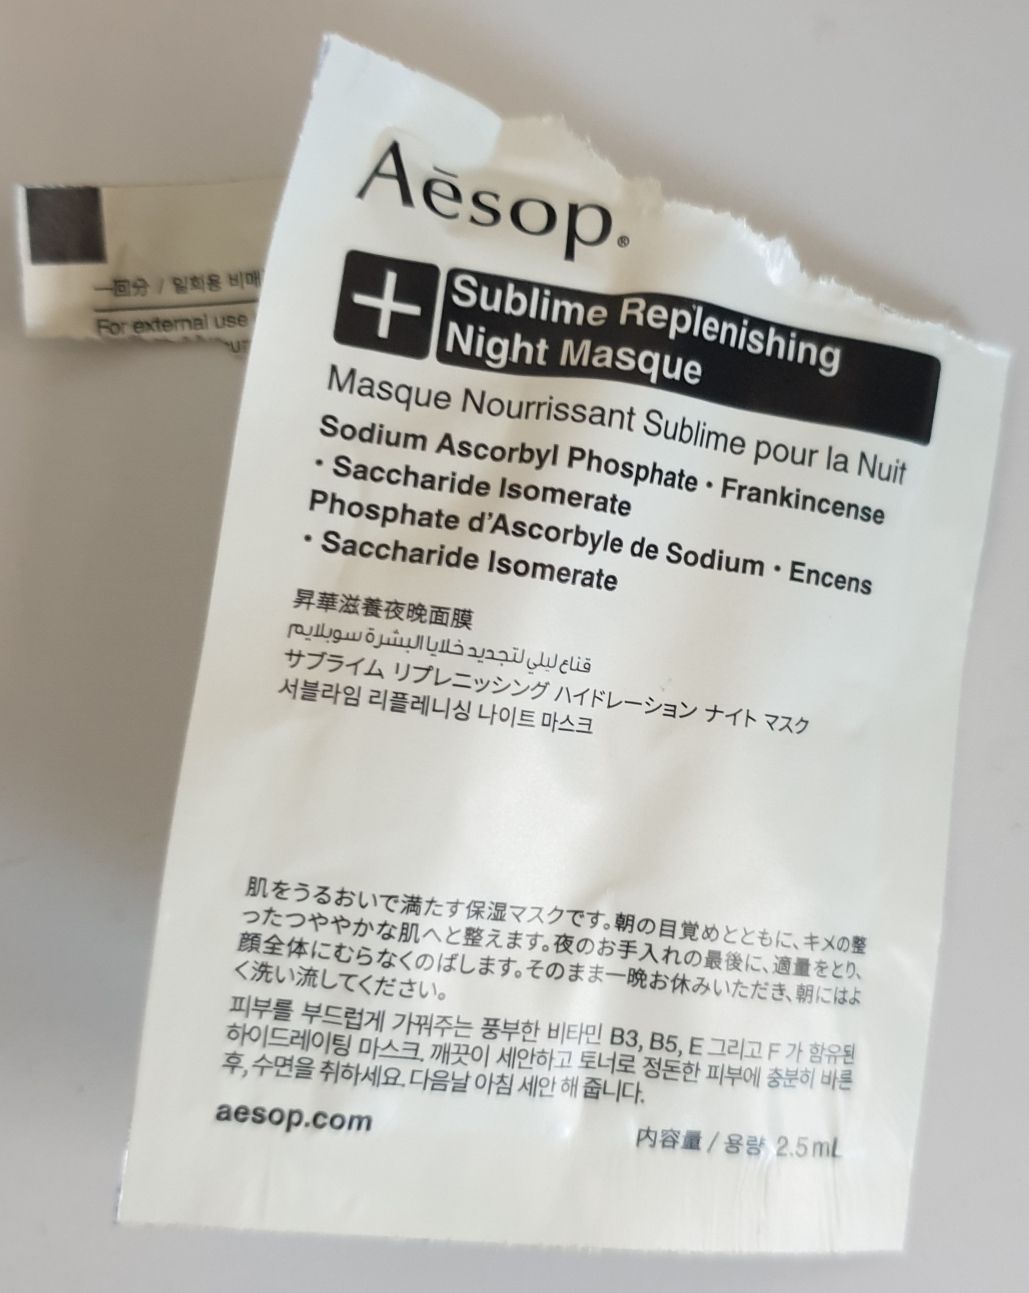 Aēsop®
Sublime Replenishing
Night Masque
Masque Nourrissant Sublime pour la Nuit
Sodium Ascorbyl Phosphate • Frankincense
• Saccharide Isomerate
Phosphate d'Ascorbyle de Sodium • Encens
• Saccharide Isomerate
昇華滋養夜晩面膜
قناع ليلي لتجديد خلايا البشرة سوبلايم
サブライム リプレニッシング ハイドレーション ナイト マスク
서블라임 리플레니싱 나이트 마스크
肌をうるおいで満たす保湿マスクです。朝の目覚めとともに、キメの整
ったつややかな肌へと整えます。夜のお手入れの最後に、適量をとり、
顔全体にむらなくのばします。そのまま一晩お休みいただき、朝にはよ
く洗い流してください。
피부를 부드럽게 가꿔주는 풍부한 비타민 B3, B5, E 그리고 F 가 함유된
하이드레이팅 마스크. 깨끗이 세안하고 토너로 정돈한 피부에 충분히 바른
후, 수면을 취하세요. 다음날 아침 세안 해 줍니다.
aesop.com
内容量 / 용량 2.5mL
一回分 / 일회용 비매
For external use